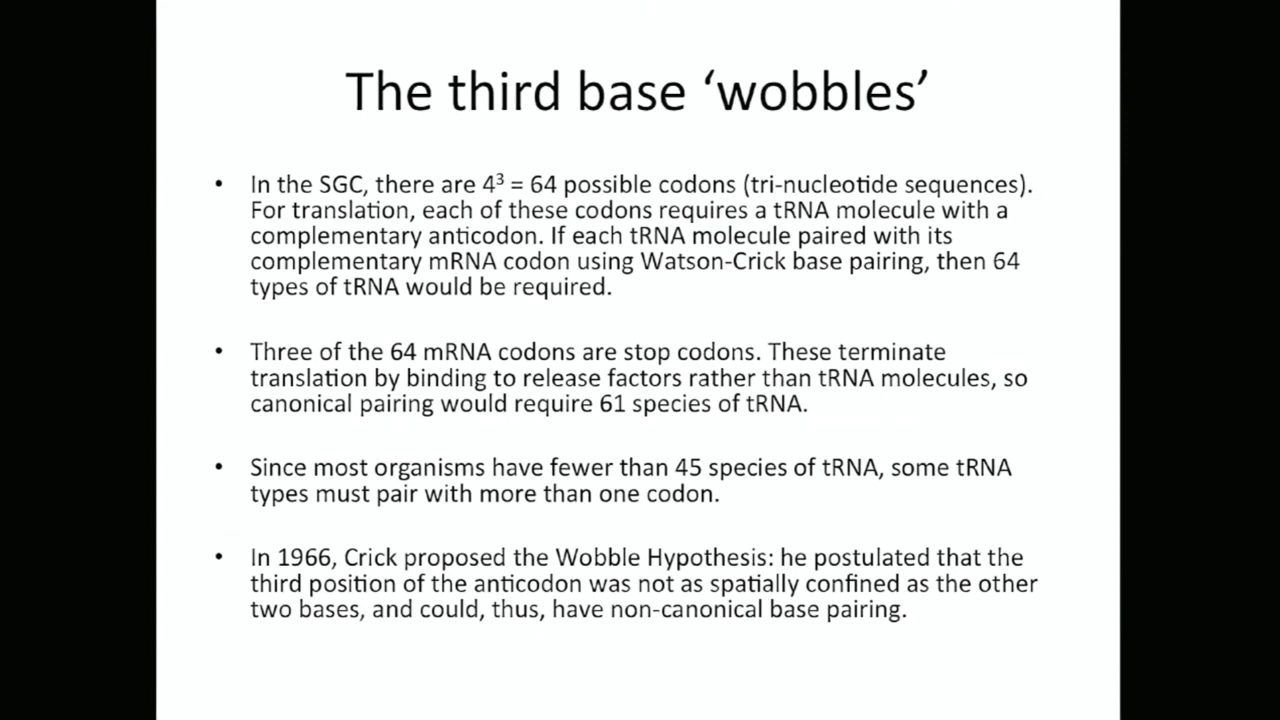 The third base ‘wobbles’
• In the SGC, there are 4³ = 64 possible codons (tri-nucleotide sequences).
For translation, each of these codons requires a tRNA molecule with a
complementary anticodon. If each tRNA molecule paired with its
complementary mRNA codon using Watson-Crick base pairing, then 64
types of tRNA would be required.
• Three of the 64 mRNA codons are stop codons. These terminate
translation by binding to release factors rather than tRNA molecules, so
canonical pairing would require 61 species of tRNA.
• Since most organisms have fewer than 45 species of tRNA, some tRNA
types must pair with more than one codon.
• In 1966, Crick proposed the Wobble Hypothesis: he postulated that the
third position of the anticodon was not as spatially confined as the other
two bases, and could, thus, have non-canonical base pairing.